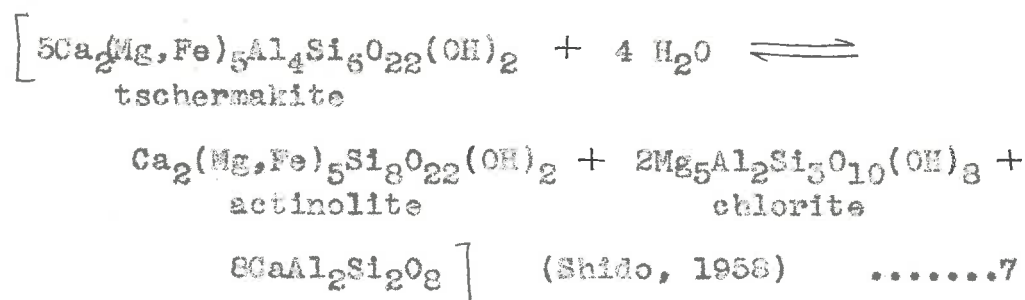 [5Ca₂(Mg,Fe)₅Al₄Si₆O₂₂(OH)₂ + 4 H₂O ⇌
tschermakite
Ca₂(Mg,Fe)₅Si₈O₂₂(OH)₂ + 2Mg₅Al₂Si₃O₁₀(OH)₈ +
actinolite chlorite
8CaAl₂Si₂O₈] (Shido, 1958) .......7